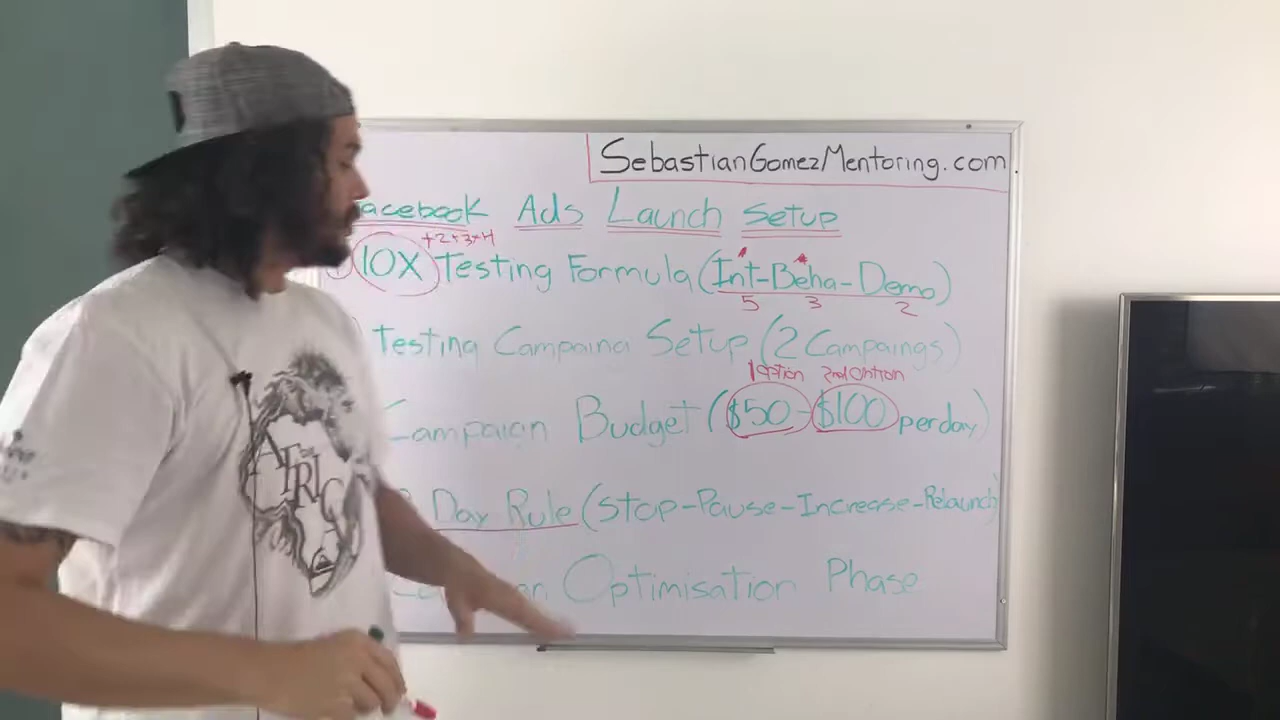 SebastianGomezMentoring.com
acebook Ads Launch Setup
+2+3+4
10X Testing Formula (Int-Beha-Demo)
5 3 2
Testing Campaina Setup (2 Campaings)
1 Option 2nd Option
Campaign Budget ($50-$100 per day)
Day Rule (Stop-Pause-Increase-Relaunch)
Optimisation Phase